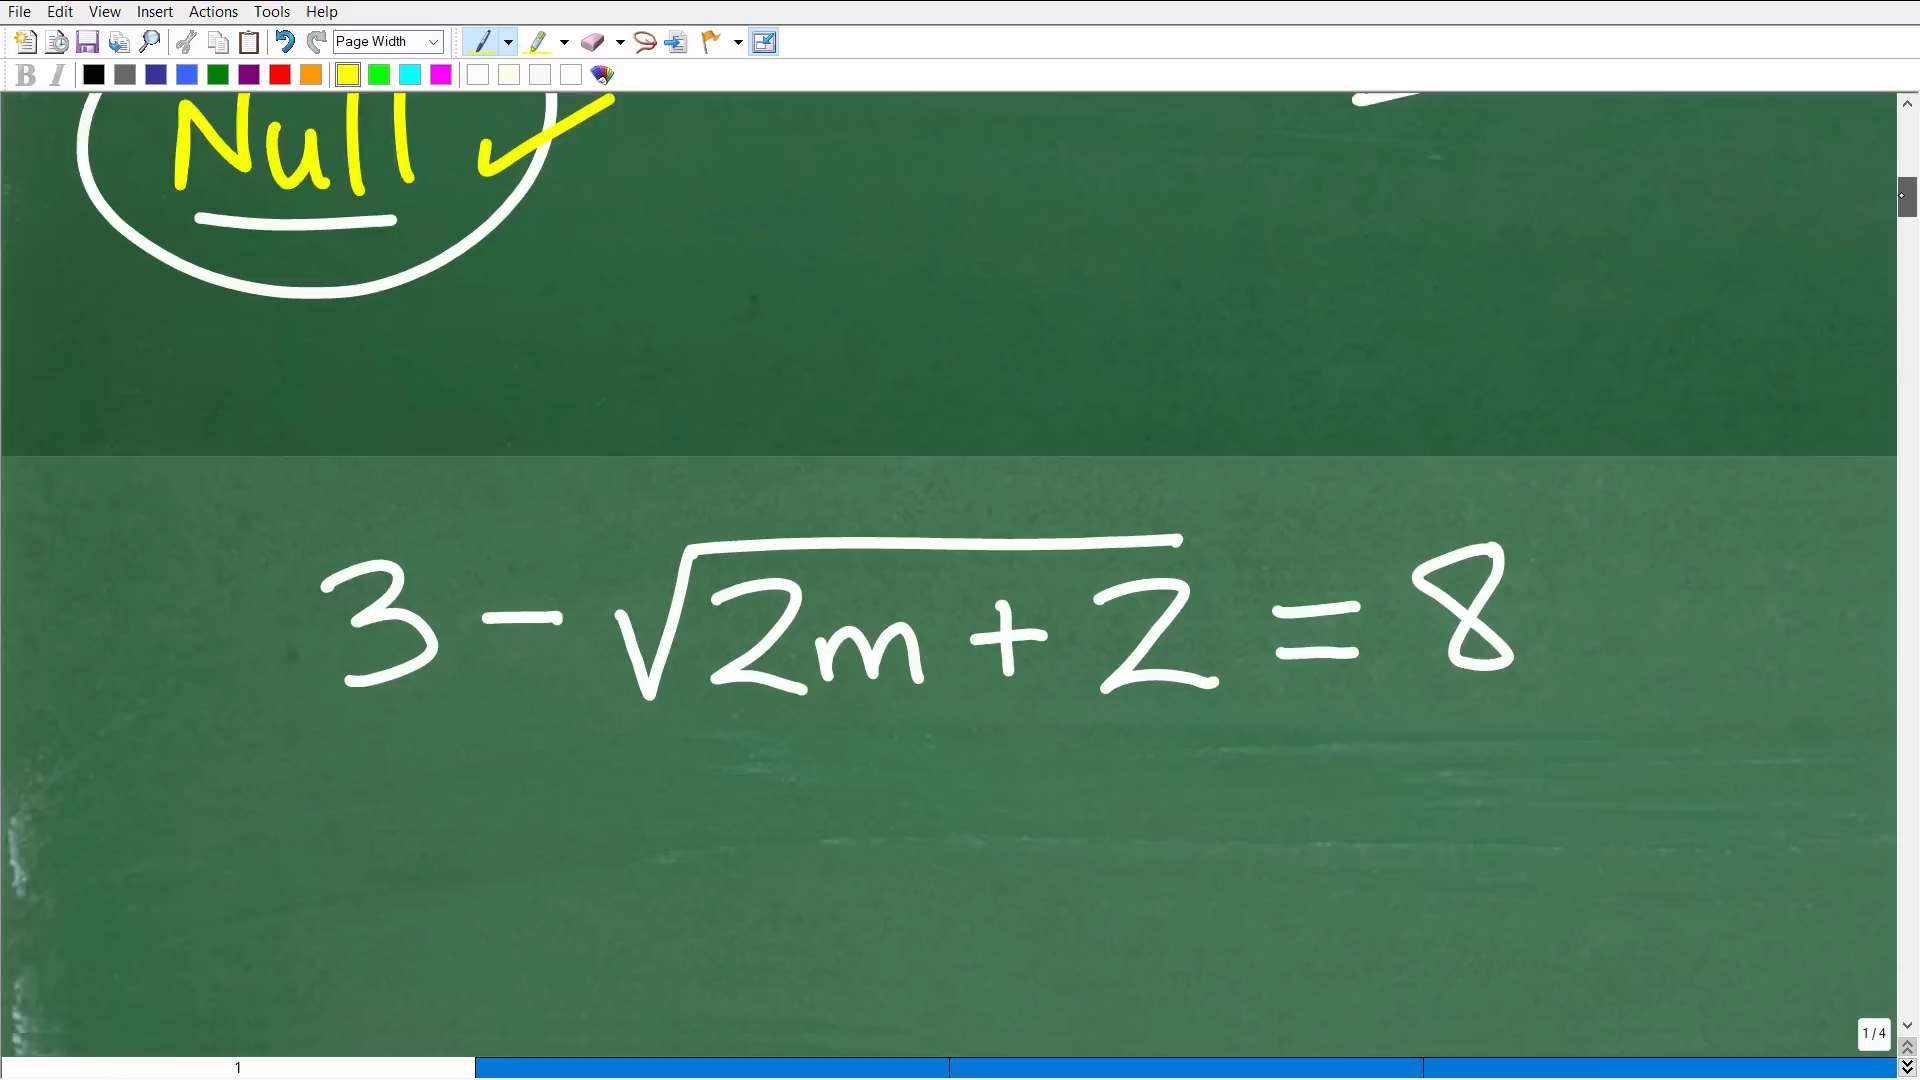 File Edit View Insert Actions Tools Help
Page Width
B I
Null ✓
3 - √(2m + 2) = 8
1 / 4
1